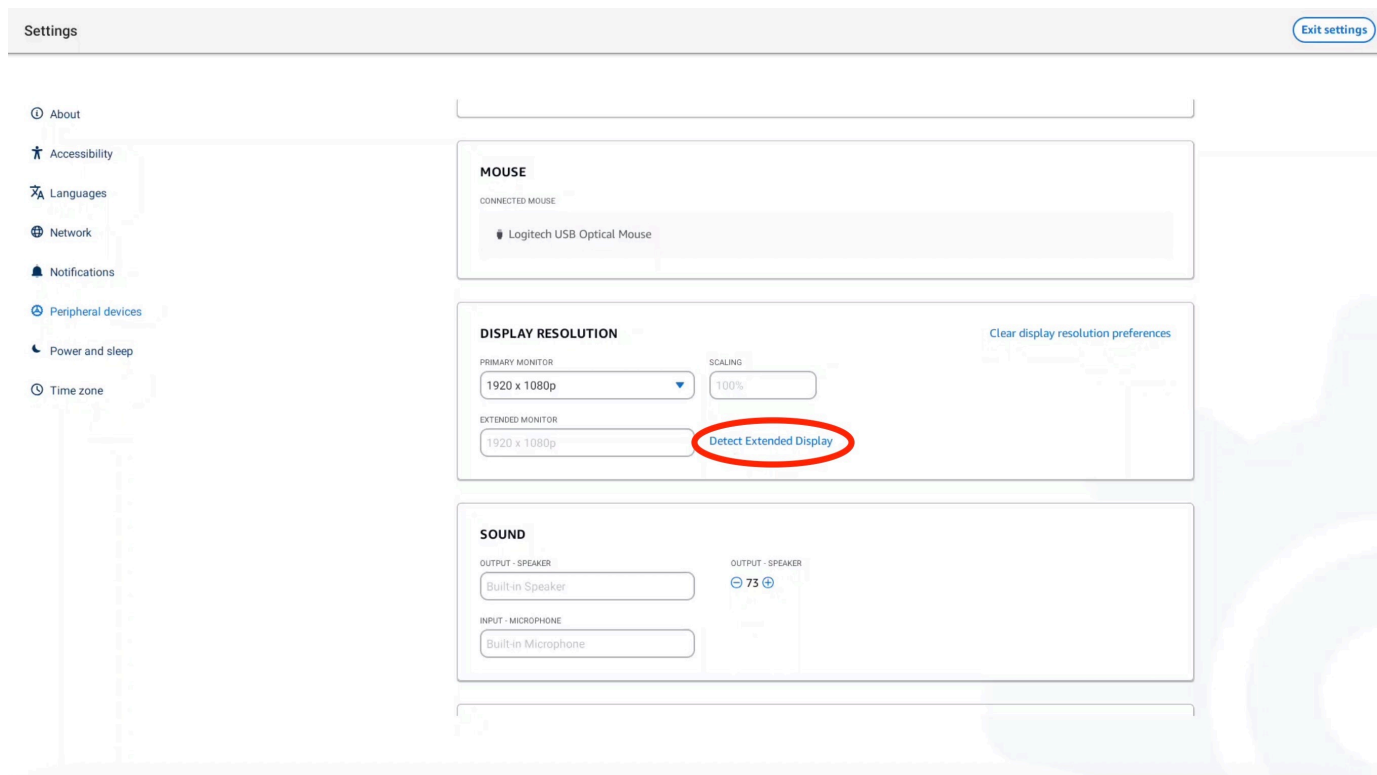 Settings
Exit settings
About
Accessibility
Languages
Network
Notifications
Peripheral devices
Power and sleep
Time zone
MOUSE
CONNECTED MOUSE
Logitech USB Optical Mouse
DISPLAY RESOLUTION
Clear display resolution preferences
PRIMARY MONITOR
SCALING
1920 x 1080p
100%
EXTENDED MONITOR
1920 x 1080p
Detect Extended Display
SOUND
OUTPUT - SPEAKER
OUTPUT - SPEAKER
Built-in Speaker
73
INPUT - MICROPHONE
Built-in Microphone